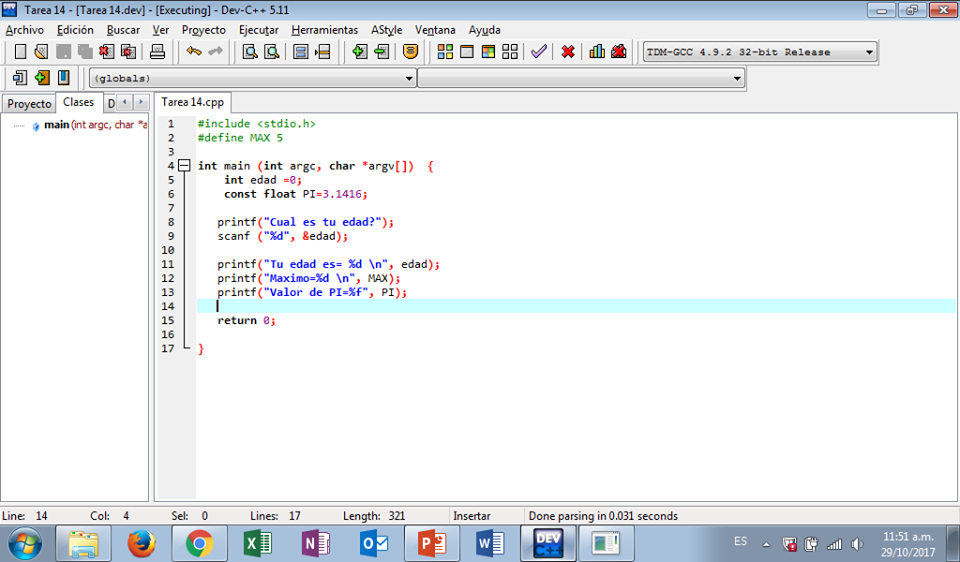 Tarea 14 - [Tarea 14.dev] - [Executing] - Dev-C++ 5.11
Archivo Edición Buscar Ver Proyecto Ejecutar Herramientas AStyle Ventana Ayuda
TDM-GCC 4.9.2 32-bit Release
(globals)
Proyecto Clases D Tarea 14.cpp
main (int argc, char *a
1 #include <stdio.h>
2 #define MAX 5
3
4 int main (int argc, char *argv[]) {
5 int edad =0;
6 const float PI=3.1416;
7
8 printf("Cual es tu edad?");
9 scanf ("%d", &edad);
10
11 printf("Tu edad es= %d \n", edad);
12 printf("Maximo=%d \n", MAX);
13 printf("Valor de PI=%f", PI);
14
15 return 0;
16
17 }
Line: 14 Col: 4 Sel: 0 Lines: 17 Length: 321 Insertar Done parsing in 0.031 seconds
DEV
C++
ES
11:51 a.m.
29/10/2017